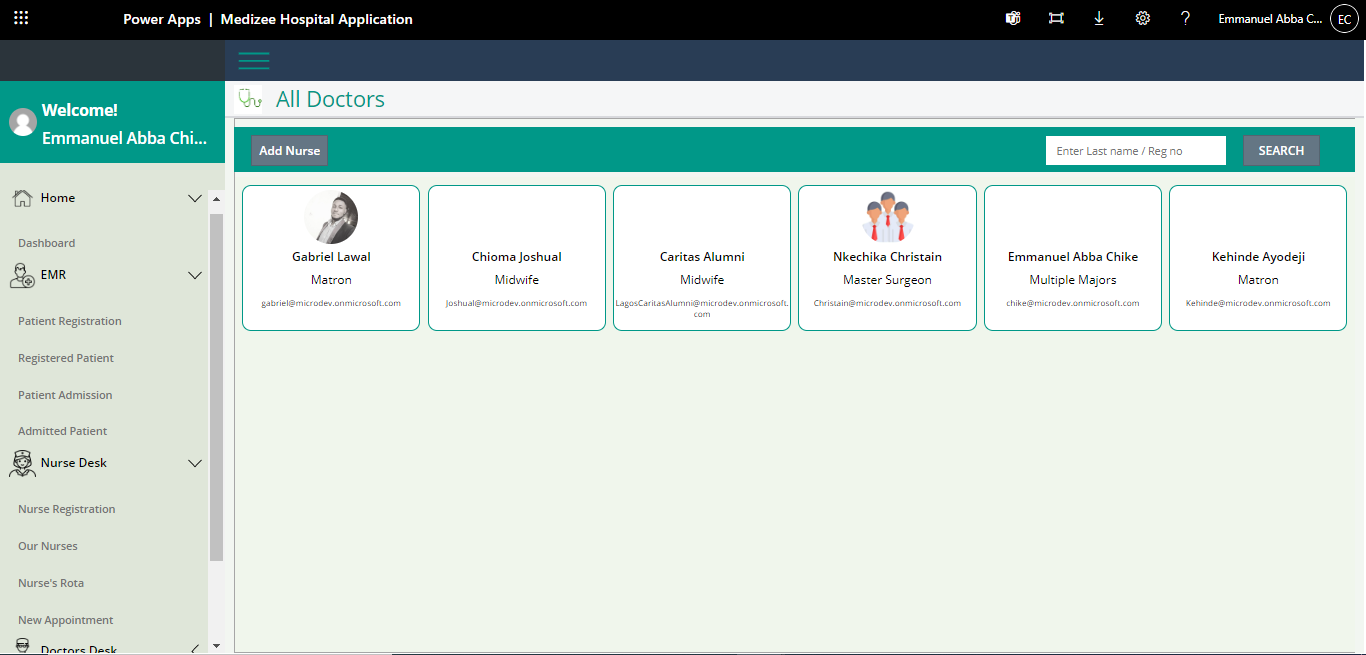 Power Apps | Medizee Hospital Application
Emmanuel Abba C... EC
Welcome!
Emmanuel Abba Chi...
Home
Dashboard
EMR
Patient Registration
Registered Patient
Patient Admission
Admitted Patient
Nurse Desk
Nurse Registration
Our Nurses
Nurse's Rota
New Appointment
Doctors Desk
All Doctors
Add Nurse
Enter Last name / Reg no
SEARCH
Gabriel Lawal
Matron
gabriel@microdev.onmicrosoft.com
Chioma Joshual
Midwife
Joshual@microdev.onmicrosoft.com
Caritas Alumni
Midwife
LagosCaritasAlumni@microdev.onmicrosoft.
com
Nkechika Christain
Master Surgeon
Christain@microdev.onmicrosoft.com
Emmanuel Abba Chike
Multiple Majors
chike@microdev.onmicrosoft.com
Kehinde Ayodeji
Matron
Kehinde@microdev.onmicrosoft.com